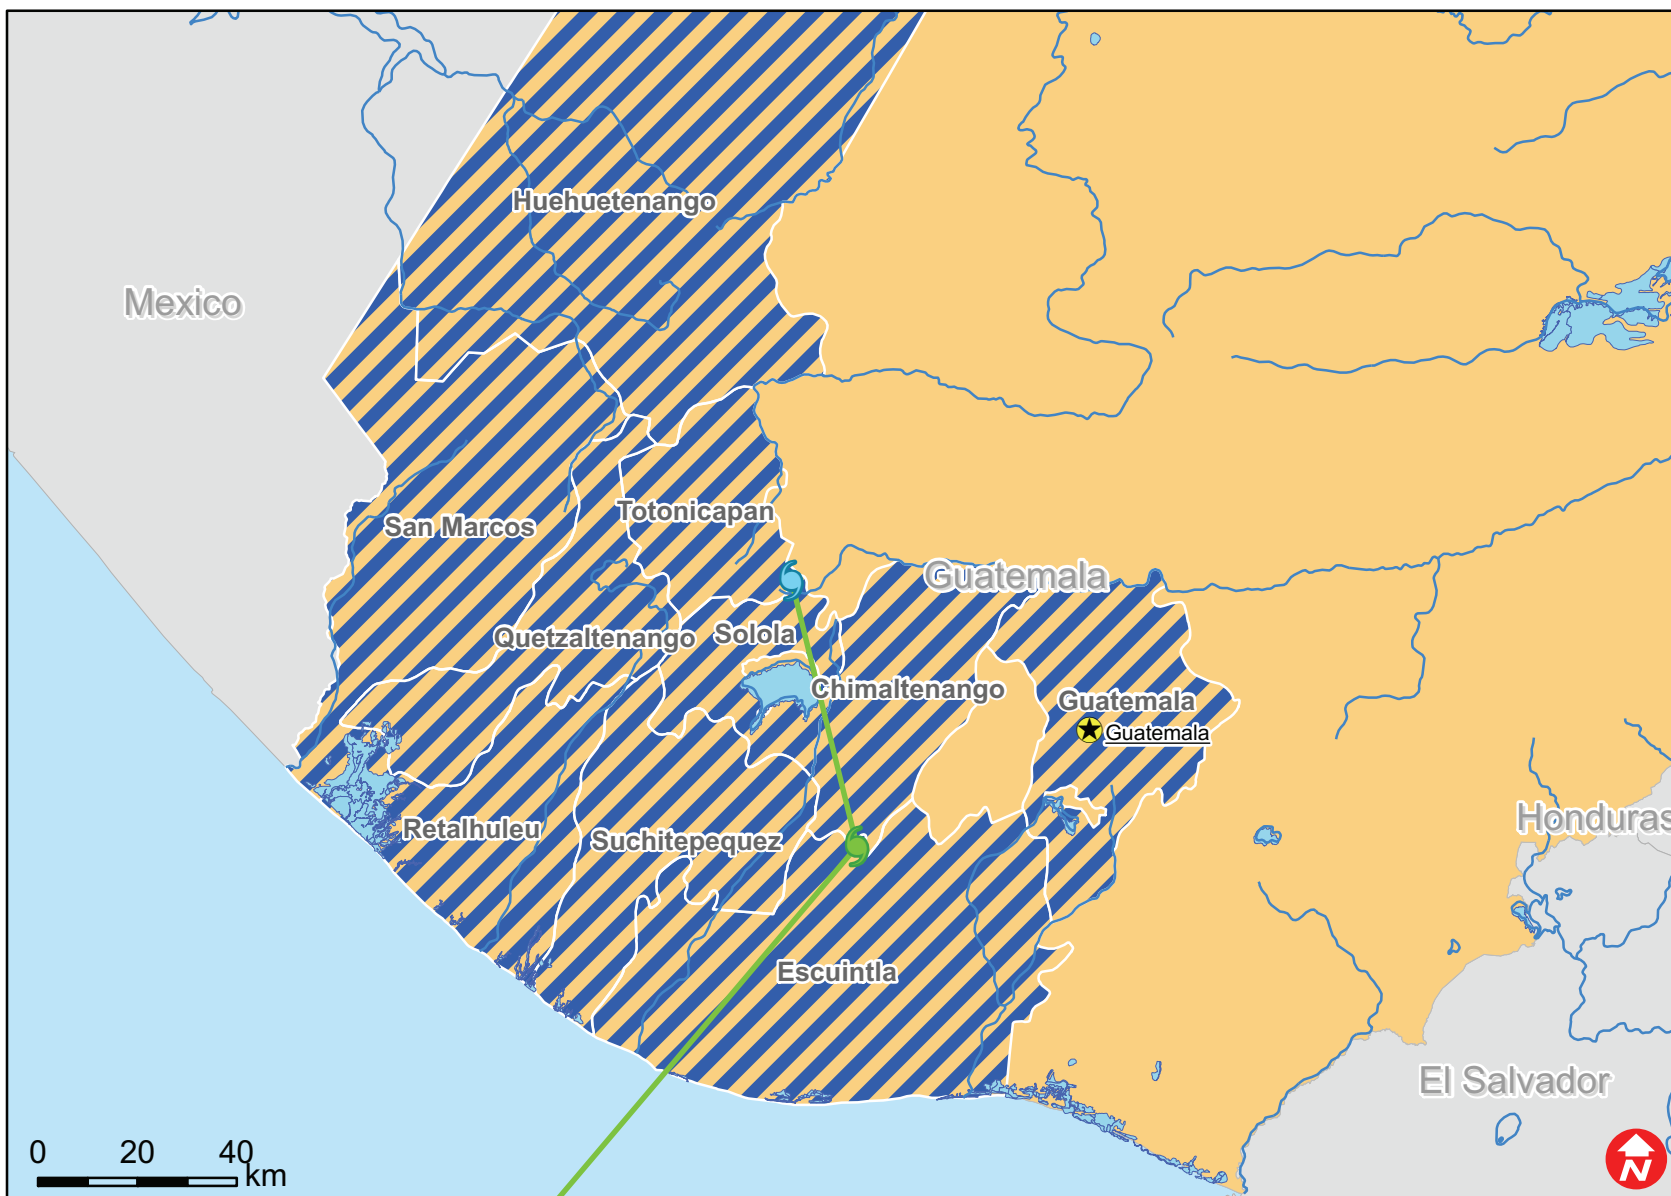 Huehuetenango
Mexico
San Marcos
Totonicapan
Guatemala
Quetzaltenango
Solola
Chimaltenango
Guatemala
Guatemala
Retalhuleu
Suchitepequez
Honduras
Escuintla
El Salvador
0 20 40
km
N